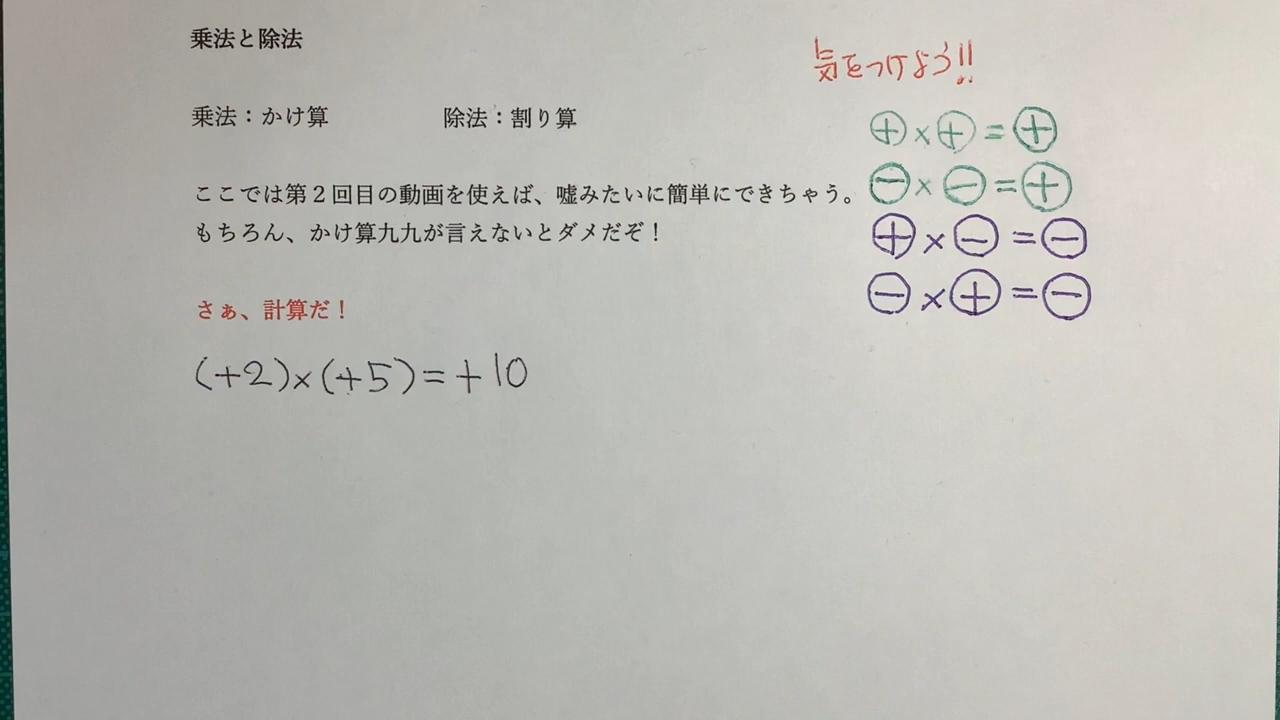 乗法と除法
気をつけよう!!
乗法：かけ算 除法：割り算
⊕×⊕=⊕
ここでは第２回目の動画を使えば、嘘みたいに簡単にできちゃう。
⊖×⊖=⊕
もちろん、かけ算九九が言えないとダメだぞ！
⊕×⊖=⊖
⊖×⊕=⊖
さぁ、計算だ！
(+2)×(+5)=+10